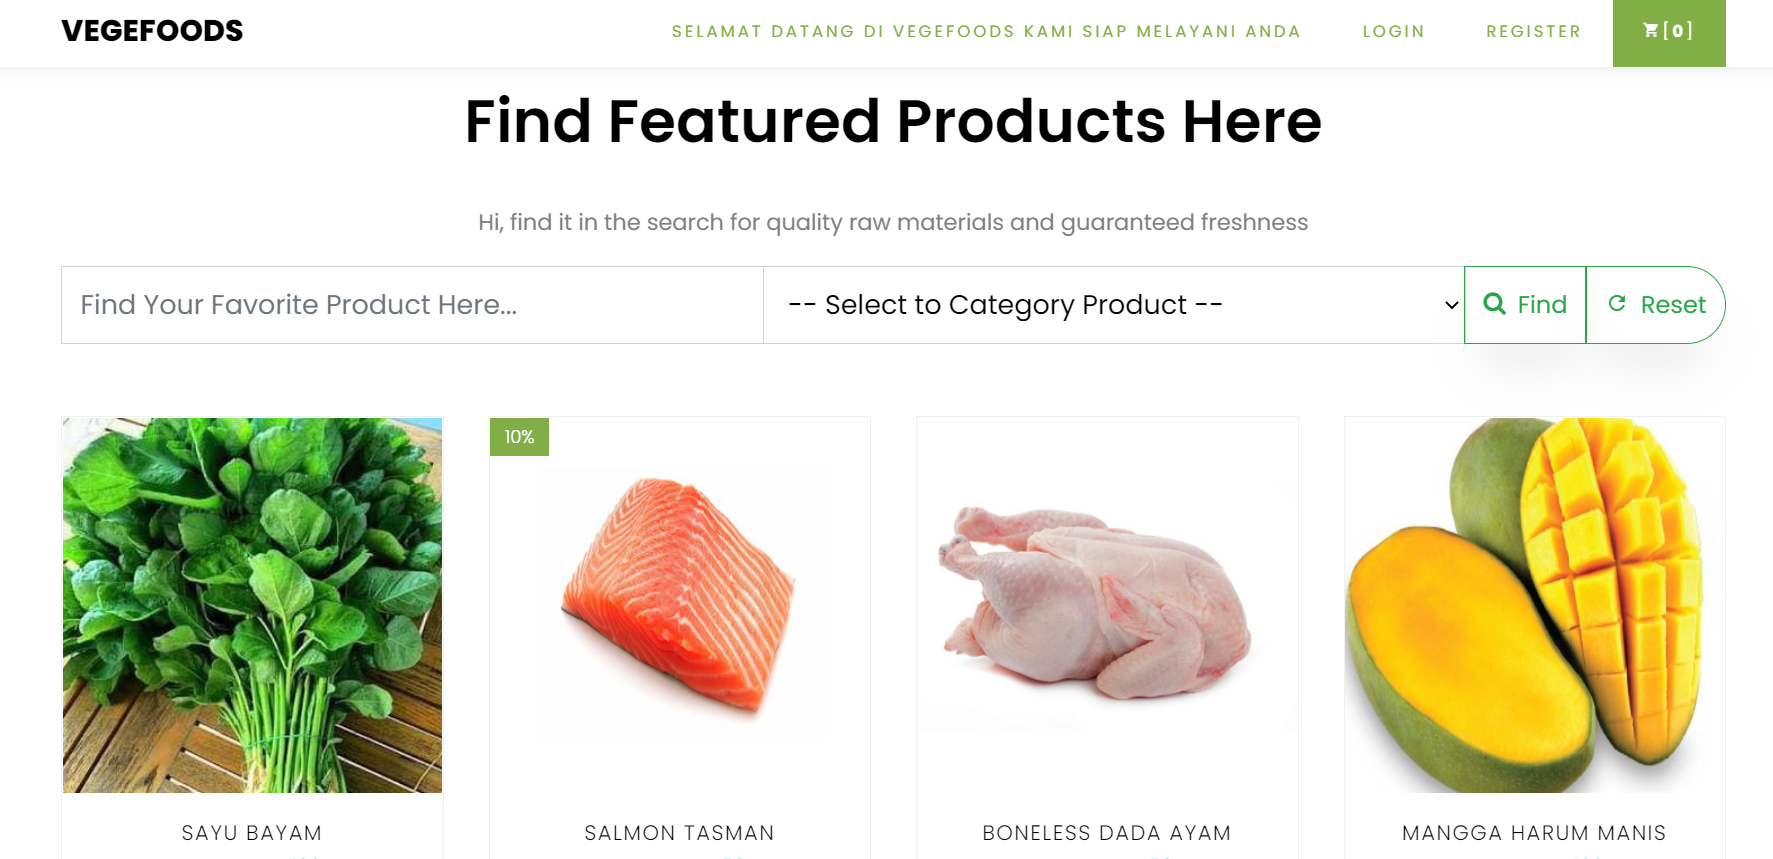 VEGEFOODS
SELAMAT DATANG DI VEGEFOODS KAMI SIAP MELAYANI ANDA
LOGIN
REGISTER
[0]
Find Featured Products Here
Hi, find it in the search for quality raw materials and guaranteed freshness
Find Your Favorite Product Here...
-- Select to Category Product --
Find
Reset
10%
SAYU BAYAM
SALMON TASMAN
BONELESS DADA AYAM
MANGGA HARUM MANIS